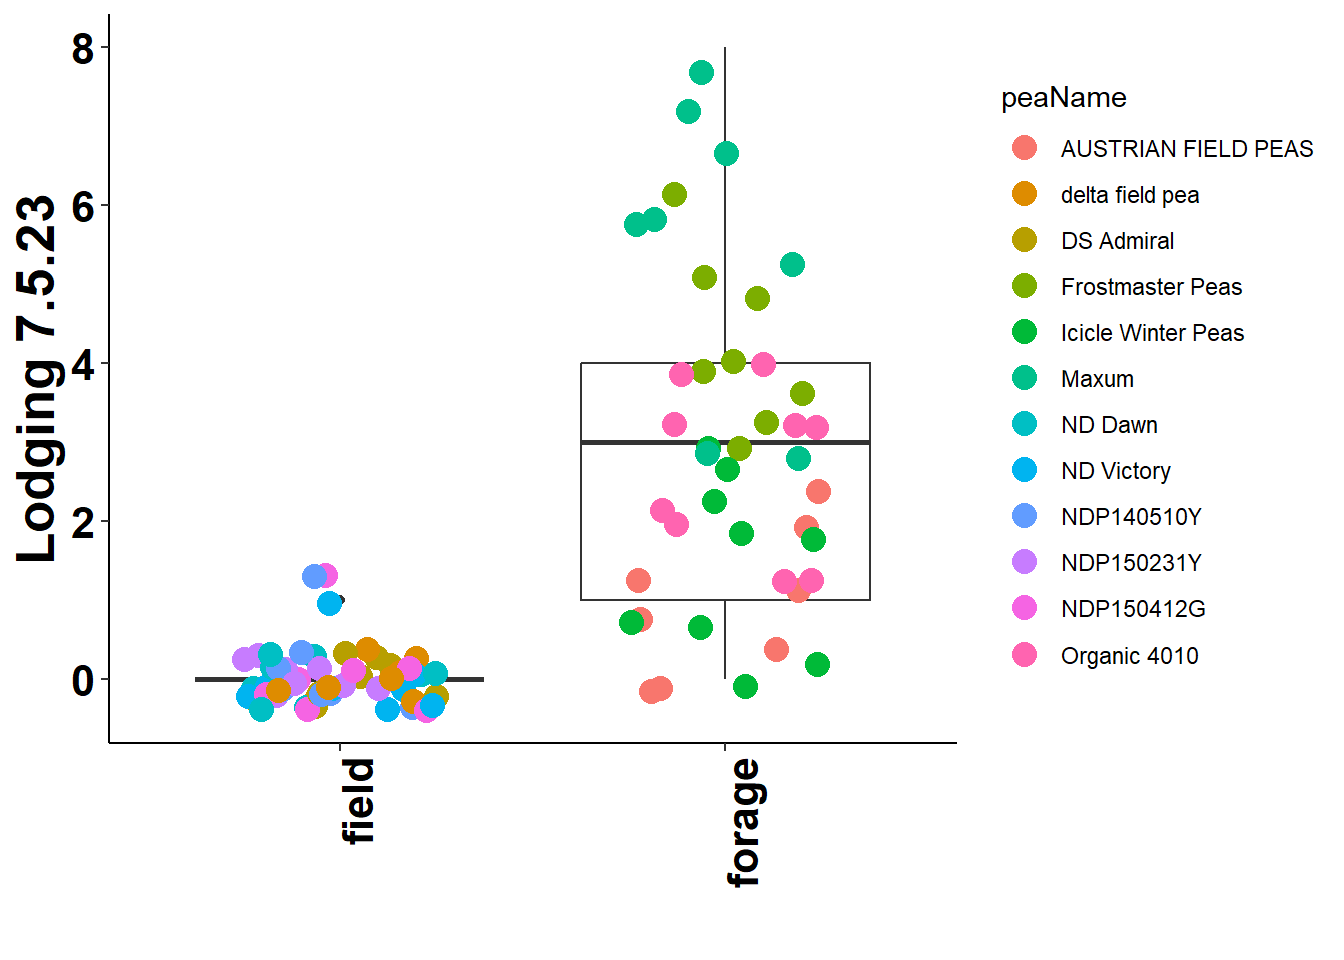 Lodging 7.5.23
8
6
4
2
0
field
forage
peaName
AUSTRIAN FIELD PEAS
delta field pea
DS Admiral
Frostmaster Peas
Icicle Winter Peas
Maxum
ND Dawn
ND Victory
NDP140510Y
NDP150231Y
NDP150412G
Organic 4010